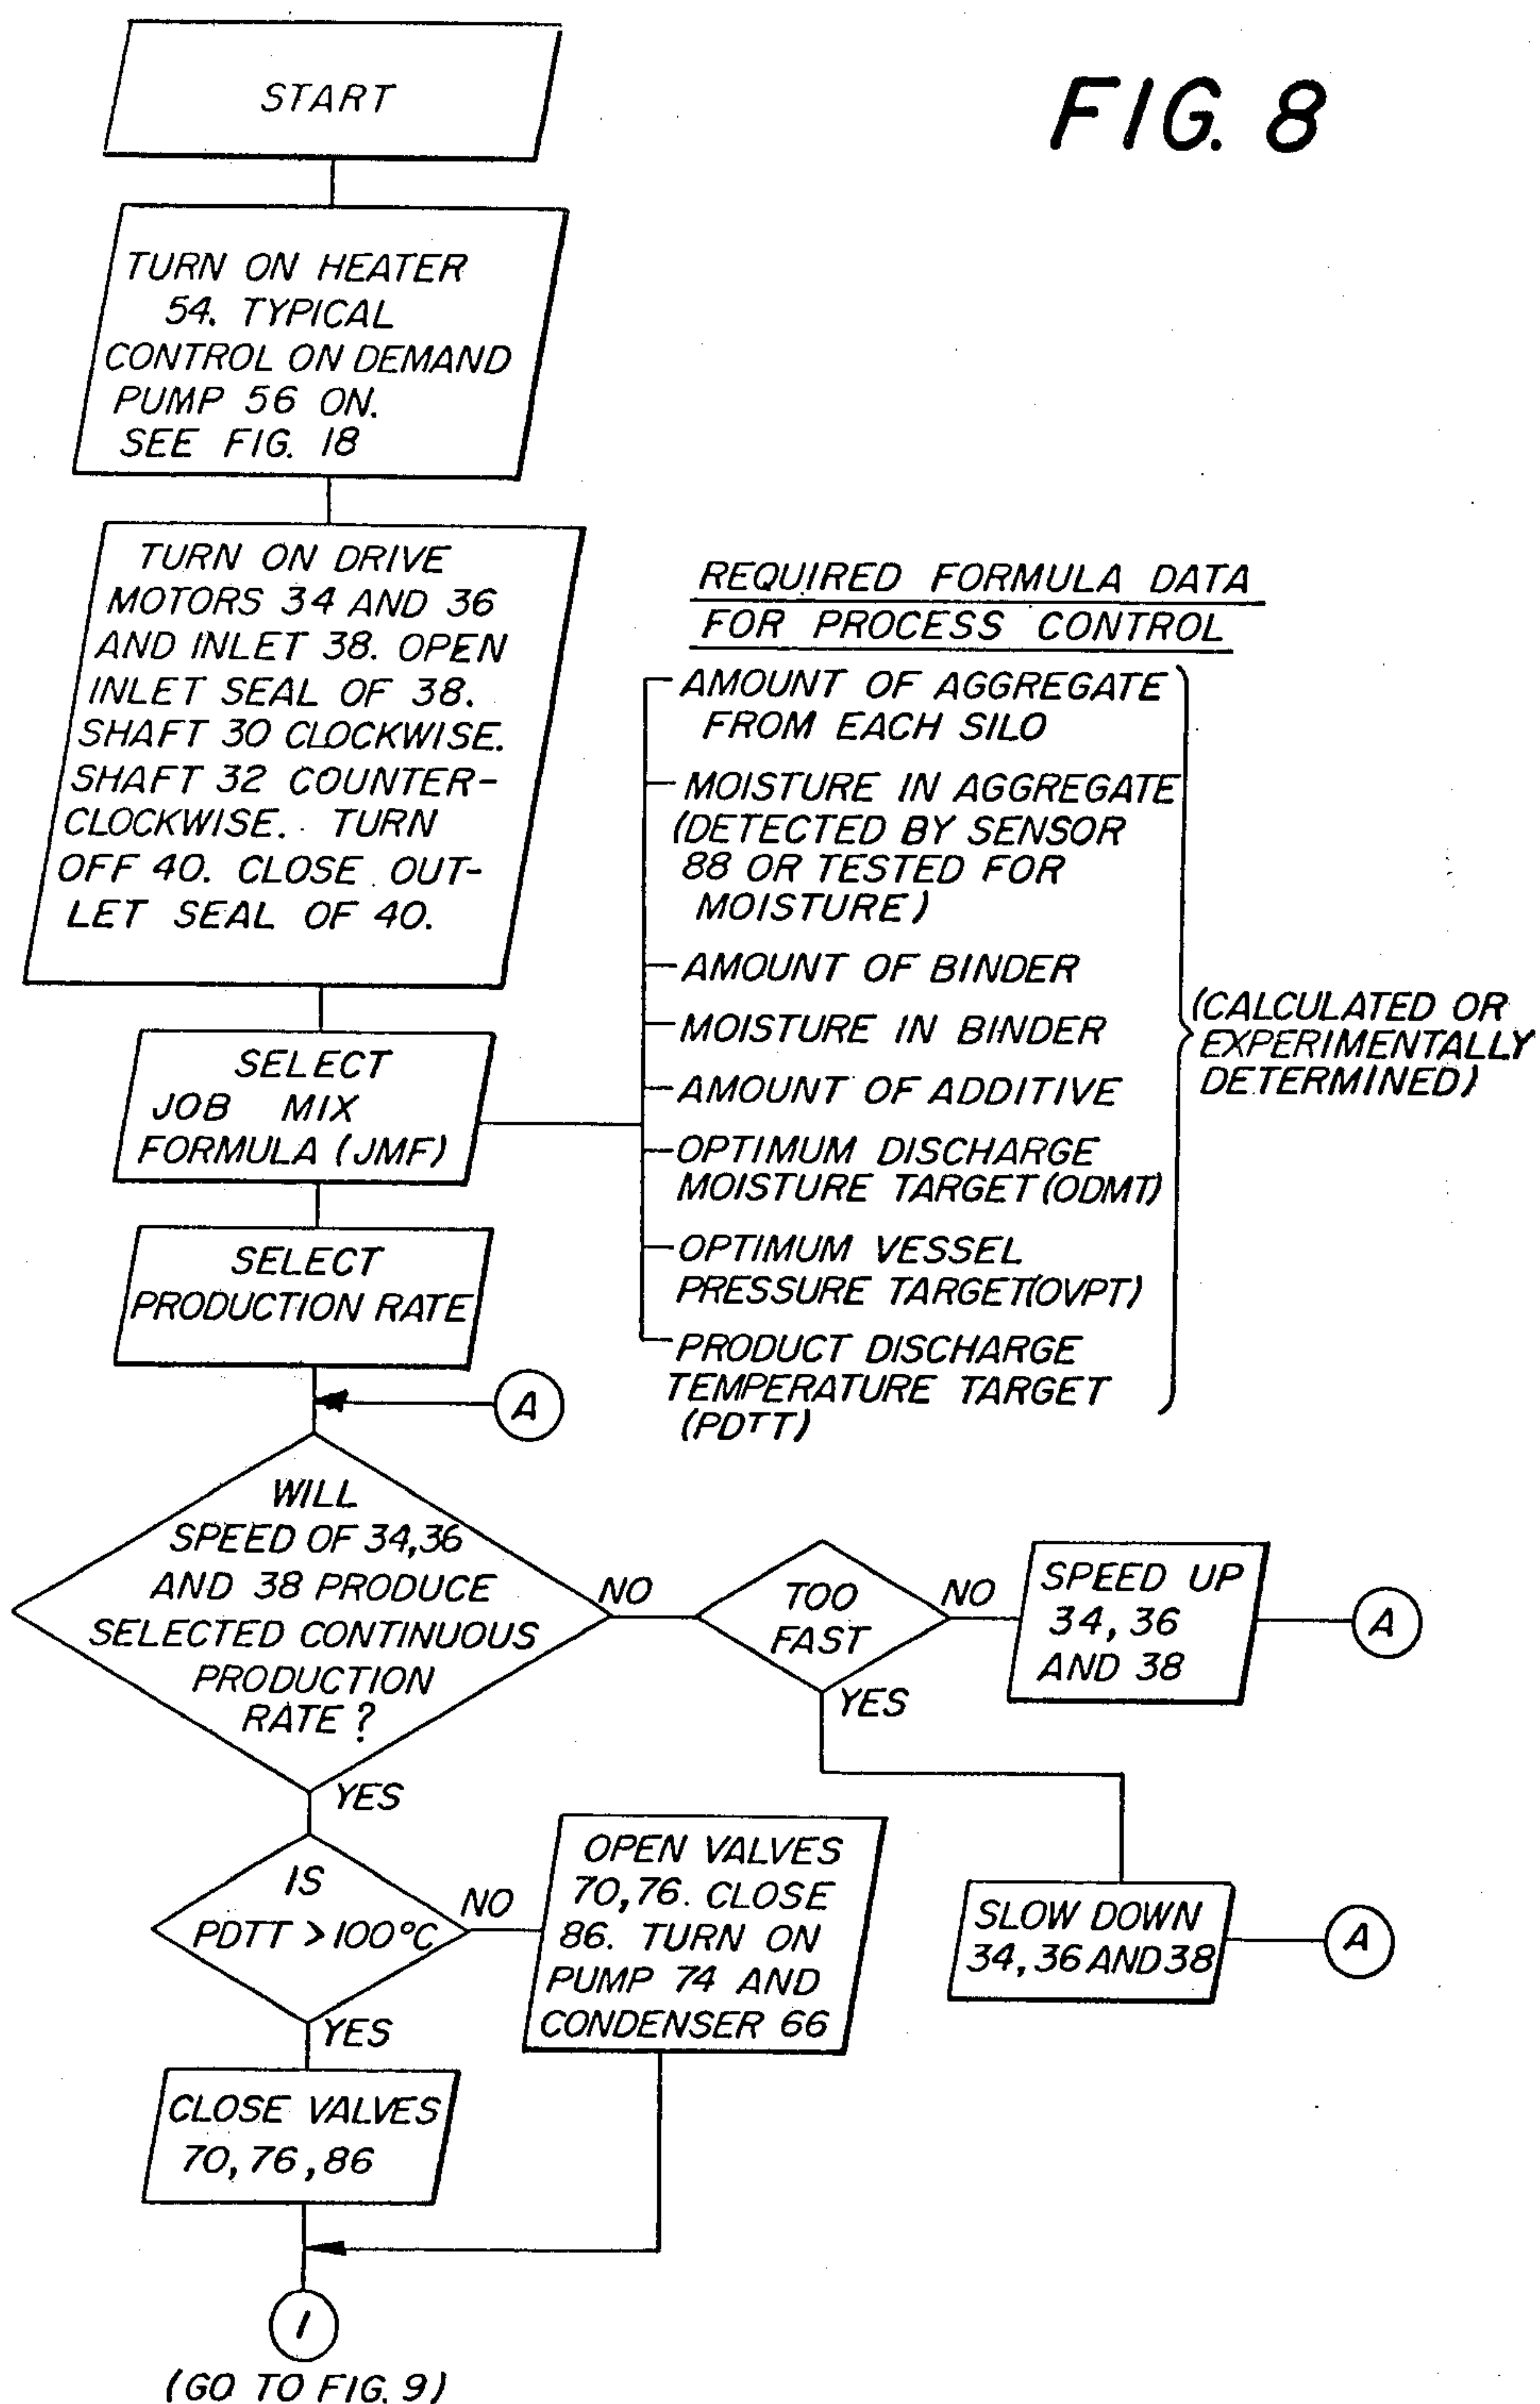 FIG. 8
START
TURN ON HEATER
54. TYPICAL
CONTROL ON DEMAND
PUMP 56 ON.
SEE FIG. 18
TURN ON DRIVE
MOTORS 34 AND 36
AND INLET 38. OPEN
INLET SEAL OF 38.
SHAFT 30 CLOCKWISE.
SHAFT 32 COUNTER-
CLOCKWISE. TURN
OFF 40. CLOSE OUT-
LET SEAL OF 40.
SELECT
JOB MIX
FORMULA (JMF)
REQUIRED FORMULA DATA
FOR PROCESS CONTROL
AMOUNT OF AGGREGATE
FROM EACH SILO
MOISTURE IN AGGREGATE
(DETECTED BY SENSOR
88 OR TESTED FOR
MOISTURE)
AMOUNT OF BINDER
MOISTURE IN BINDER
AMOUNT OF ADDITIVE
OPTIMUM DISCHARGE
MOISTURE TARGET (ODMT)
OPTIMUM VESSEL
PRESSURE TARGET(OVPT)
PRODUCT DISCHARGE
TEMPERATURE TARGET
(PDTT)
(CALCULATED OR
EXPERIMENTALLY
DETERMINED)
SELECT
PRODUCTION RATE
A
WILL
SPEED OF 34,36
AND 38 PRODUCE
SELECTED CONTINUOUS
PRODUCTION
RATE?
NO
TOO
FAST
NO
SPEED UP
34, 36
AND 38
A
YES
SLOW DOWN
34, 36 AND 38
A
YES
IS
PDTT > 100°C
NO
OPEN VALVES
70, 76. CLOSE
86. TURN ON
PUMP 74 AND
CONDENSER 66
YES
CLOSE VALVES
70, 76, 86
1
(GO TO FIG. 9)